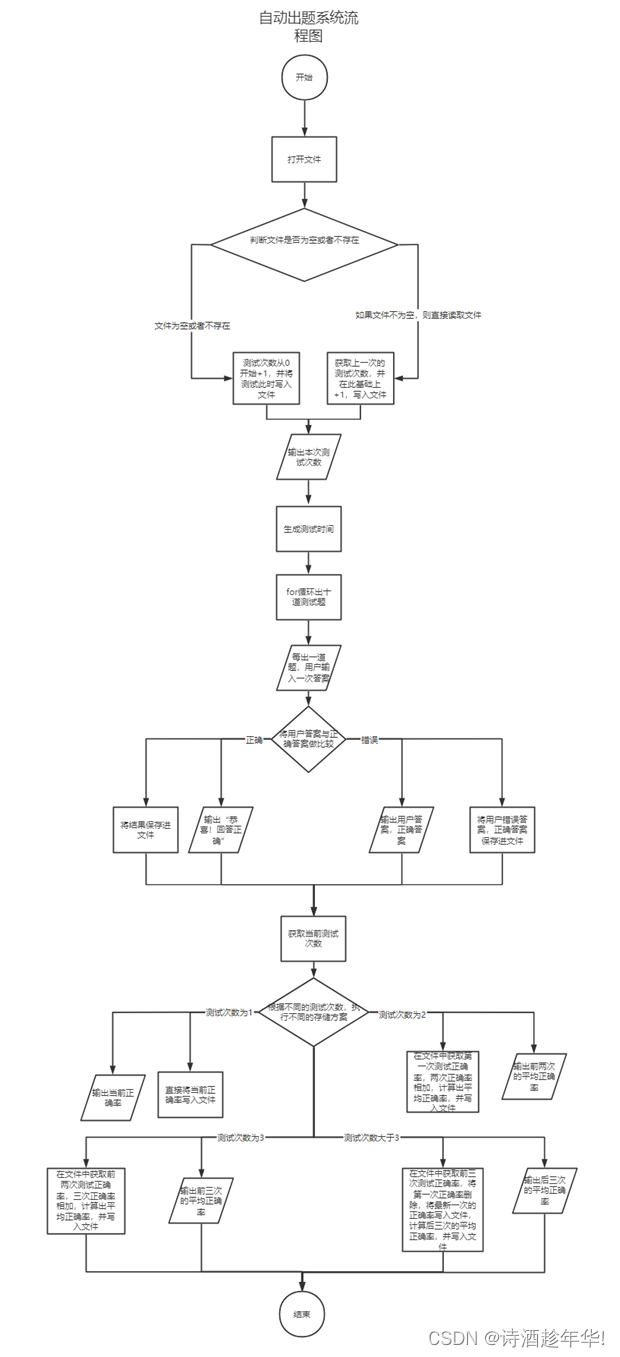 自动出题系统流
程图
开始
打开文件
判断文件是否为空或者不存在
文件为空或者不存在
如果文件不为空，则直接读取文件
测试次数从0
开始+1，并将
测试此时写入
文件
获取上一次的
测试次数，并
在此基础上
+1，写入文件
输出本次测
试次数
生成测试时间
for循环出十
道测试题
每出一道
题，用户输
入一次答案
将用户答案与正
确答案做比较
正确
错误
将结果保存进
文件
输出“恭
喜！回答正
确”
输出用户答
案，正确答
案
将用户错误答
案，正确答案
保存进文件
获取当前测试
次数
根据不同的测试次数，执
行不同的存储方案
测试次数为1
测试次数为2
输出当前正
确率
直接将当前正
确率写入文件
在文件中获取第
一次测试正确
率，两次正确率
相加，计算出平
均正确率，并写
入文件
输出前两次
的平均正确
率
测试次数为3
测试次数大于3
在文件中获取前
两次测试正确
率，三次正确率
相加，计算出平
均正确率，并写
入文件
输出前三次
的平均正确
率
在文件中获取前三
次测试正确率，将
第一次正确率删
除，将最新一次的
正确率写入文件，
计算后三次的平均
正确率，并写入文
件
输出后三次
的平均正确
率
结束
CSDN @诗酒趁年华!